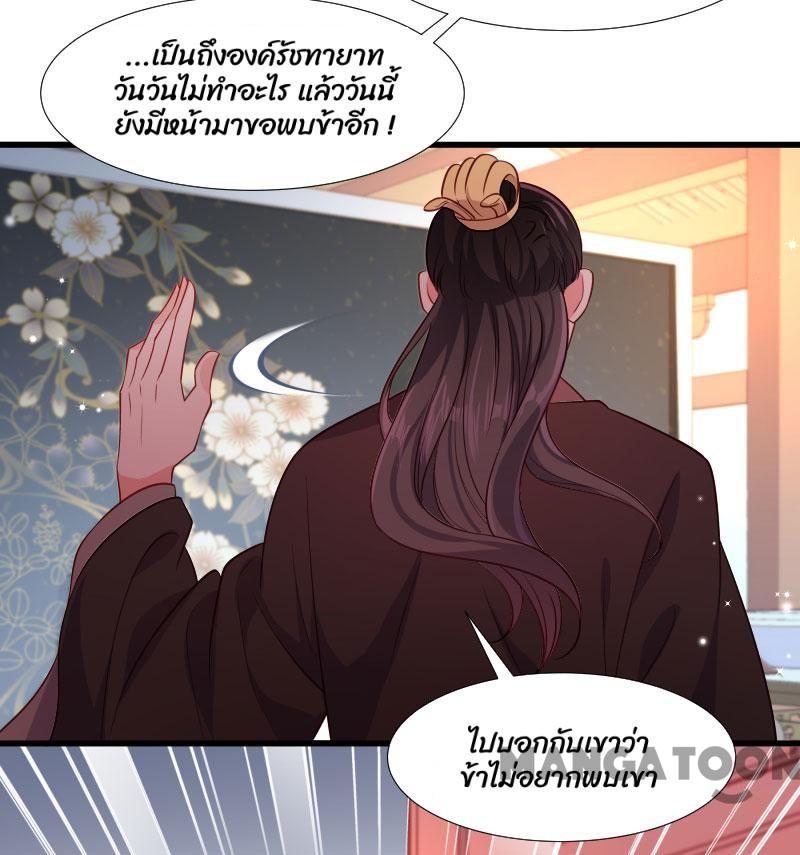 ...เป็นถึงองค์รัชทายาท
วันวันไม่ทำอะไร แล้ววันนี้
ยังมีหน้ามาขอพบข้าอีก !
ไปบอกกับเขาว่า
ข้าไม่อยากพบเขา
MANGATOON